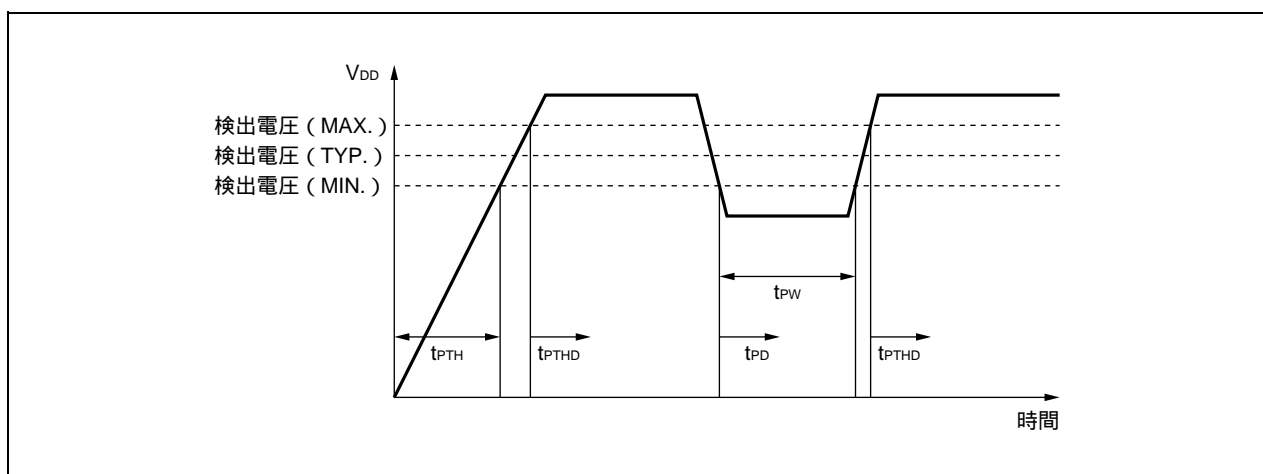 VDD
検出電圧（MAX.）
検出電圧（TYP.）
検出電圧（MIN.）
tPW
tPTH
tPTHD
tPD
tPTHD
時間